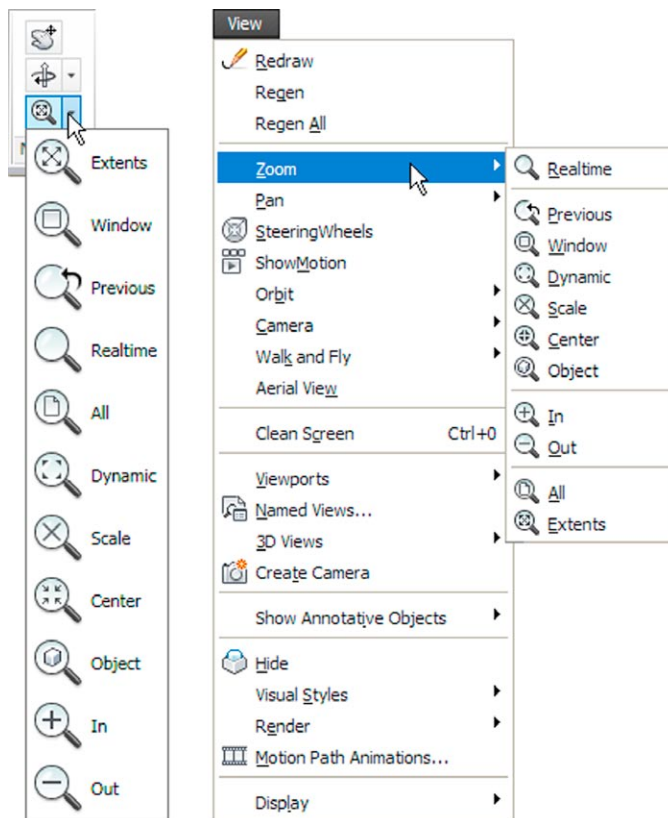 Extents
Window
Previous
Realtime
All
Dynamic
Scale
Center
Object
In
Out
View
Redraw
Regen
Regen All
Zoom
Pan
SteeringWheels
ShowMotion
Orbit
Camera
Walk and Fly
Aerial View
Clean Screen Ctrl+0
Viewports
Named Views...
3D Views
Create Camera
Show Annotative Objects
Hide
Visual Styles
Render
Motion Path Animations...
Display
Realtime
Previous
Window
Dynamic
Scale
Center
Object
In
Out
All
Extents